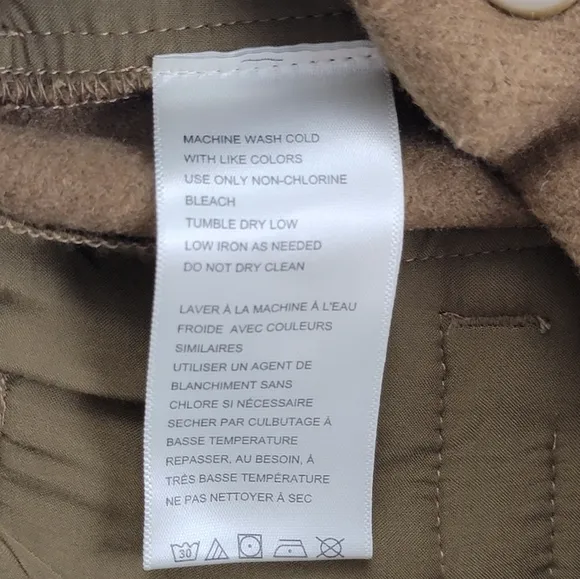 MACHINE WASH COLD
WITH LIKE COLORS
USE ONLY NON-CHLORINE
BLEACH
TUMBLE DRY LOW
LOW IRON AS NEEDED
DO NOT DRY CLEAN
LAVER À LA MACHINE À L'EAU
FROIDE AVEC COULEURS
SIMILAIRES
UTILISER UN AGENT DE
BLANCHIMENT SANS
CHLORE SI NÉCESSAIRE
SECHER PAR CULBUTAGE À
BASSE TEMPERATURE
REPASSER, AU BESOIN, À
TRÉS BASSE TEMPÉRATURE
NE PAS NETTOYER À SEC
30